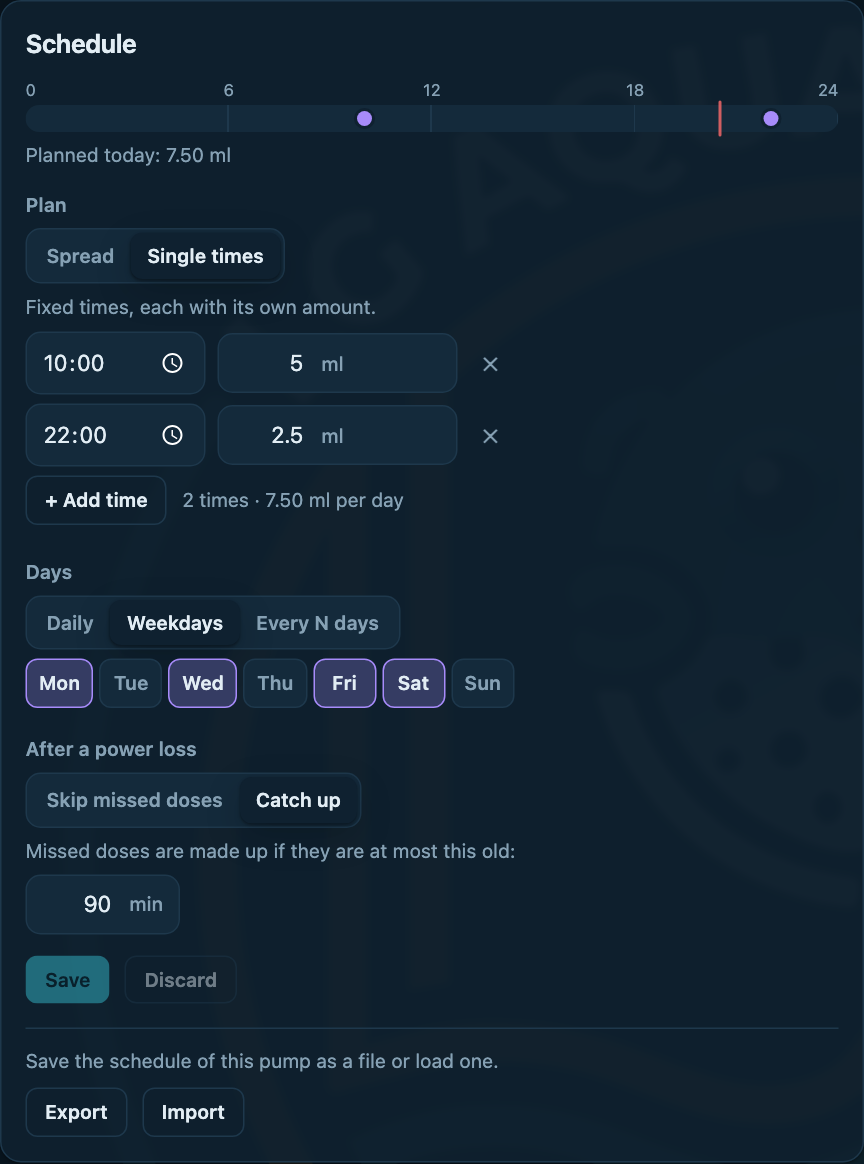 Schedule
0 6 12 18 24
Planned today: 7.50 ml
Plan
Spread Single times
Fixed times, each with its own amount.
10:00 5 ml ×
22:00 2.5 ml ×
+ Add time 2 times · 7.50 ml per day
Days
Daily Weekdays Every N days
Mon Tue Wed Thu Fri Sat Sun
After a power loss
Skip missed doses Catch up
Missed doses are made up if they are at most this old:
90 min
Save Discard
Save the schedule of this pump as a file or load one.
Export Import